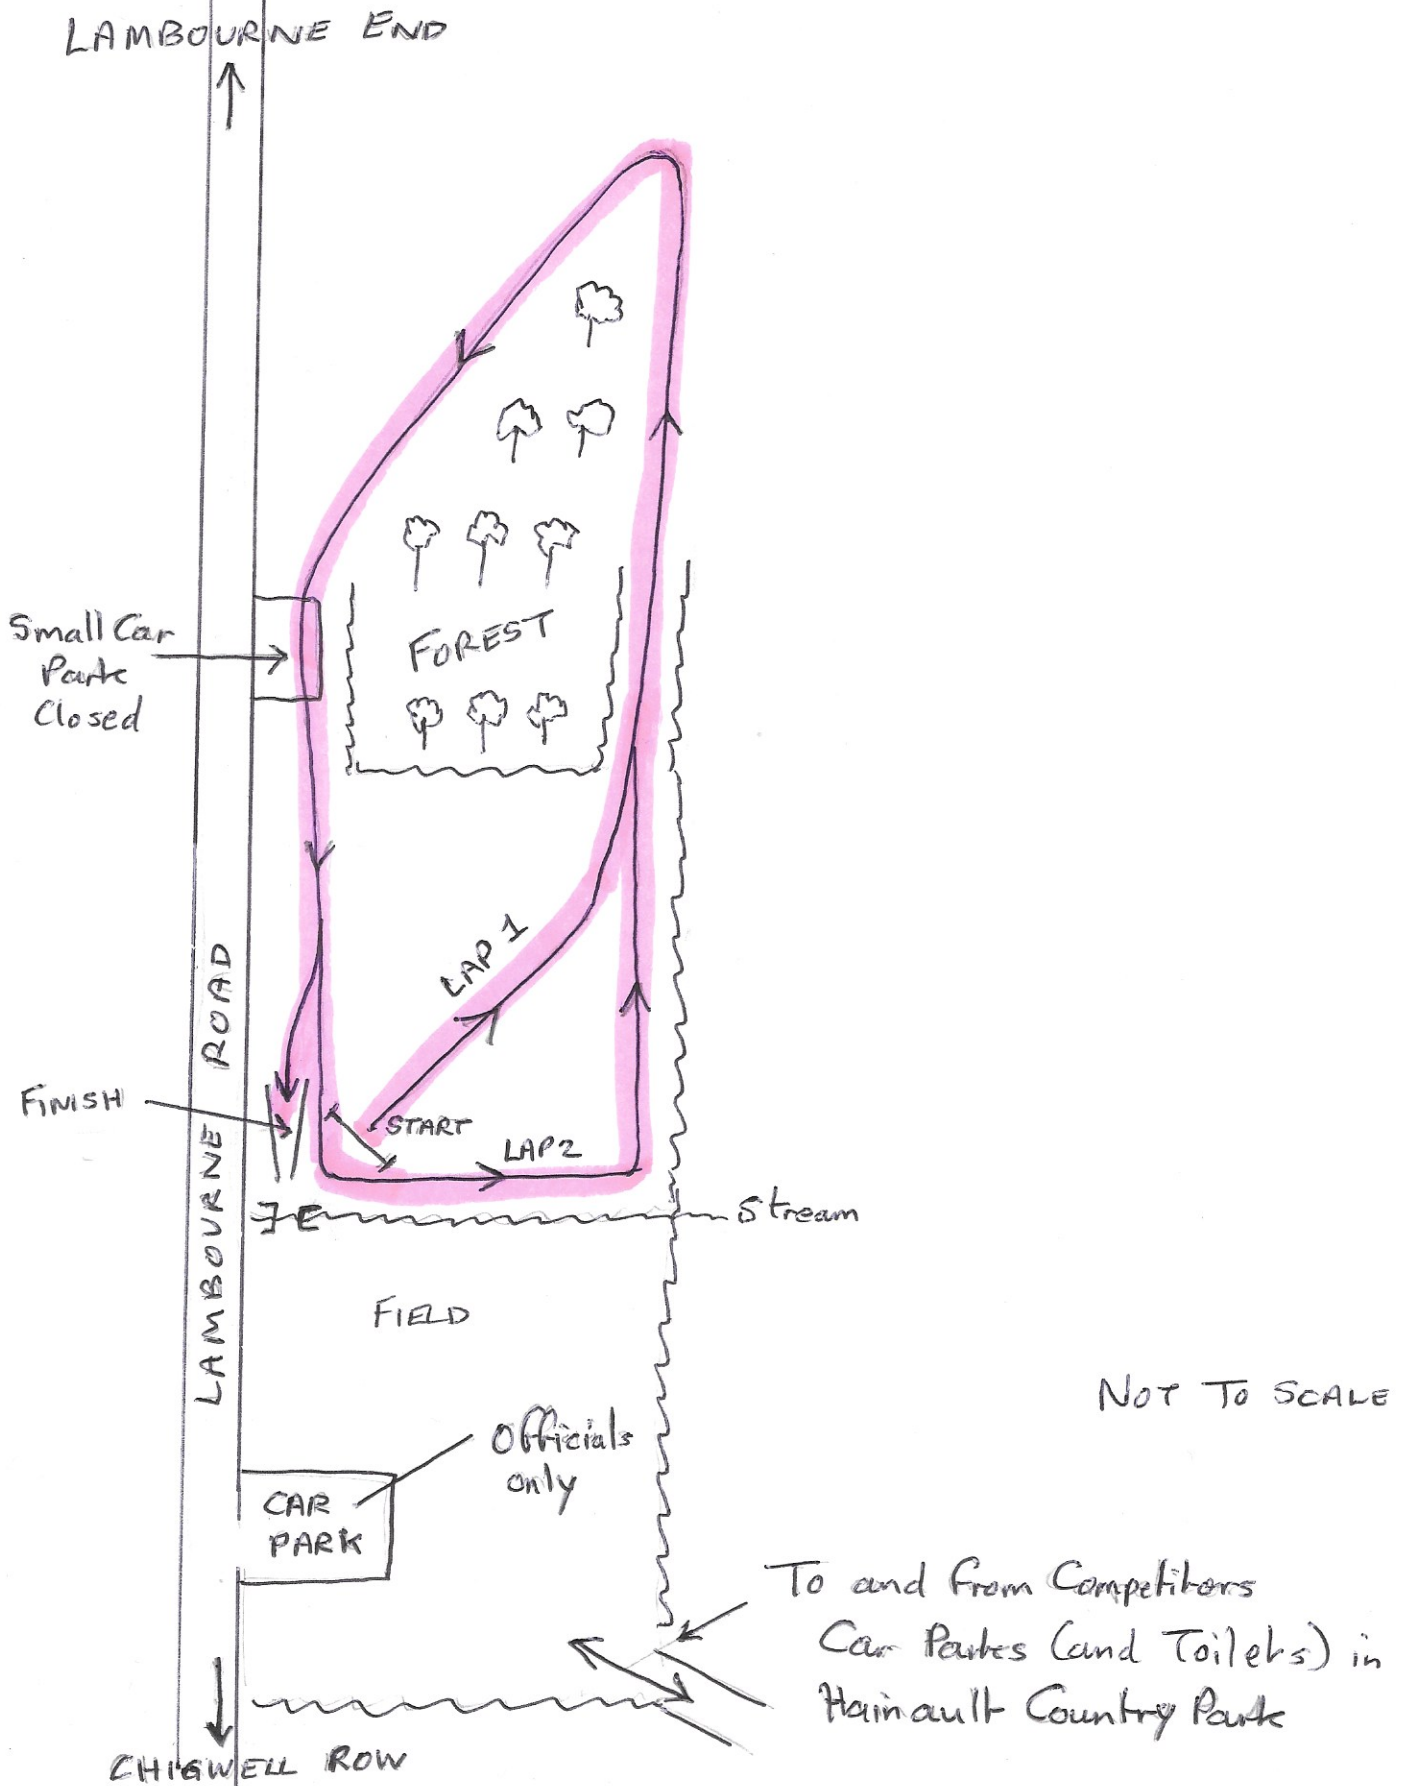 LAMBOURNE END
Small Car
Park
Closed
FOREST
LAP 1
LAMBOURNE ROAD
FINISH
START
LAP 2
Stream
FIELD
NOT TO SCALE
Officials
only
CAR
PARK
To and from Competitors
Car Parks (and Toilets) in
Hainault Country Park
CHIGWELL ROW